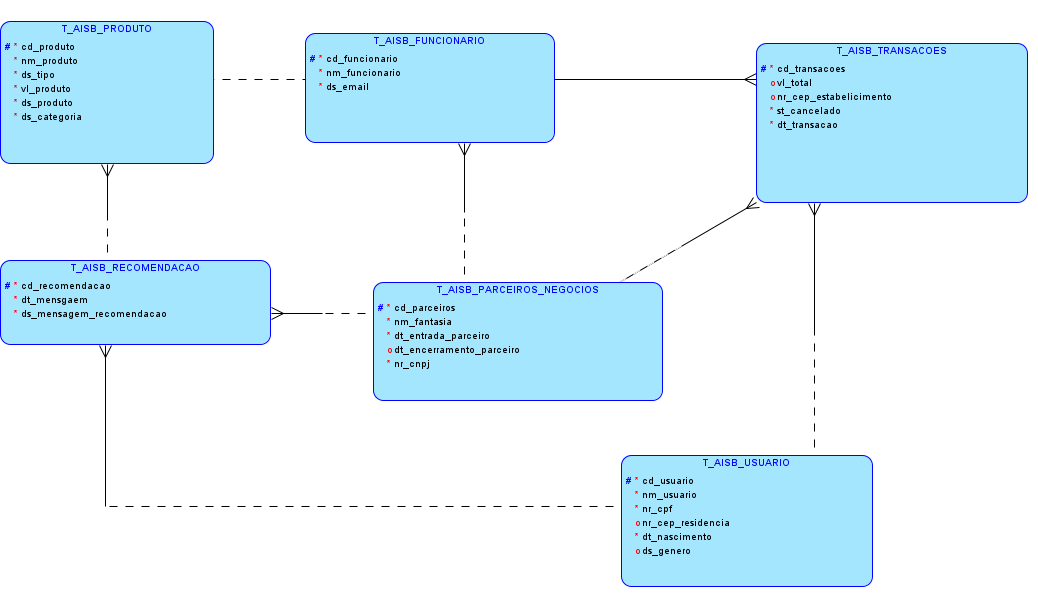 T_AISB_PRODUTO
# * cd_produto
* nm_produto
* ds_tipo
* vl_produto
* ds_produto
* ds_categoria
T_AISB_FUNCIONARIO
# * cd_funcionario
* nm_funcionario
* ds_email
T_AISB_TRANSACOES
# * cd_transacoes
o vl_total
o nr_cep_estabelicimento
* st_cancelado
* dt_transacao
T_AISB_RECOMENDACAO
# * cd_recomendacao
* dt_mensgaem
* ds_mensagem_recomendacao
T_AISB_PARCEIROS_NEGOCIOS
# * cd_parceiros
* nm_fantasia
* dt_entrada_parceiro
o dt_encerramento_parceiro
* nr_cnpj
T_AISB_USUARIO
# * cd_usuario
* nm_usuario
* nr_cpf
o nr_cep_residencia
* dt_nascimento
o ds_genero